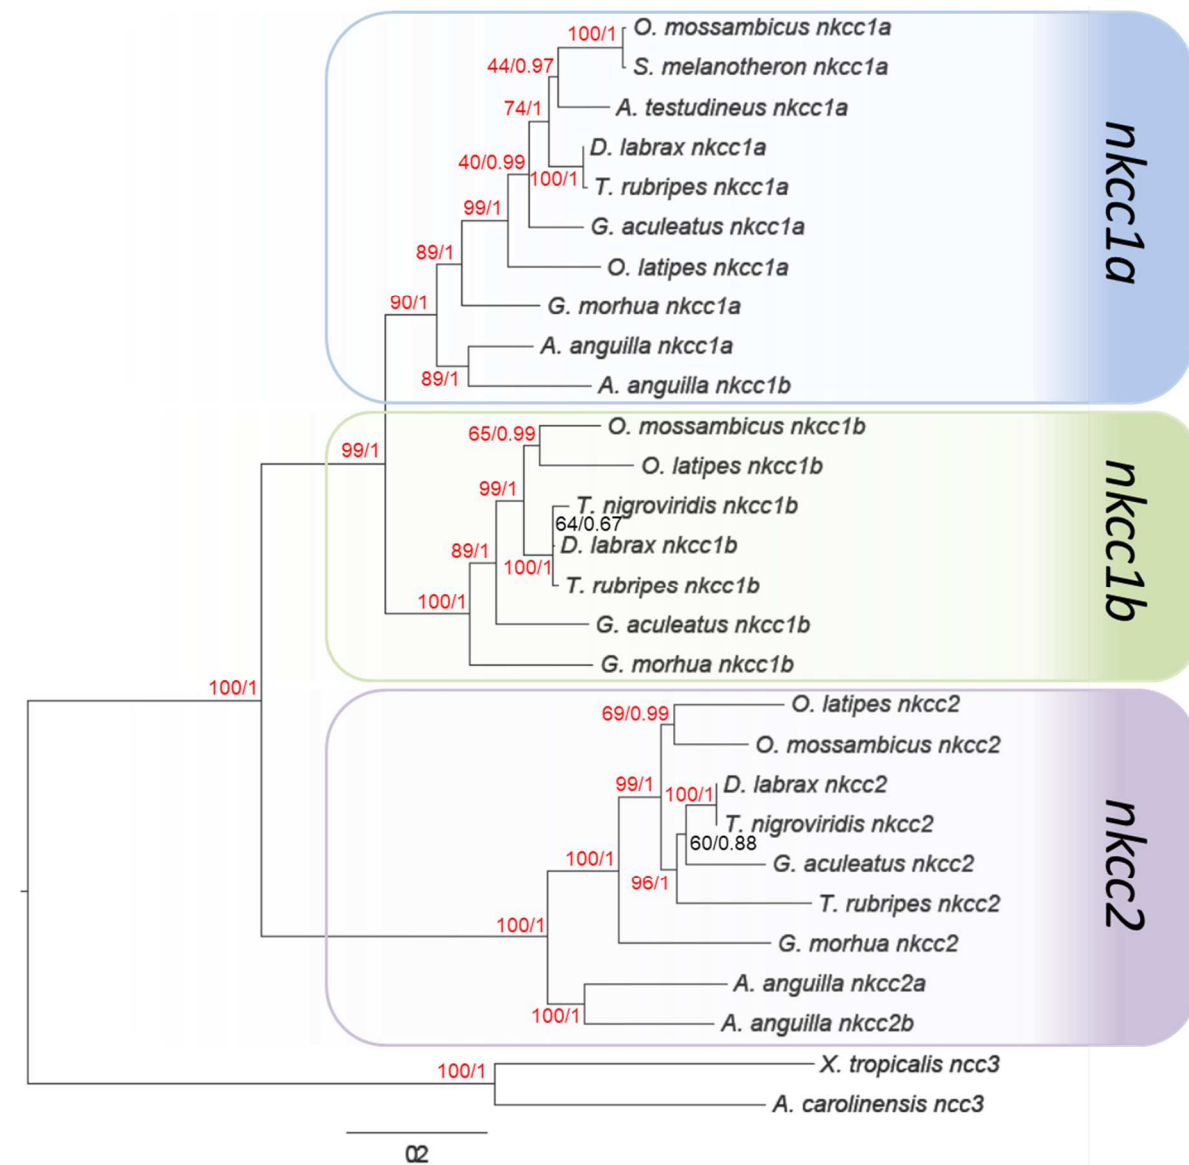 100/1
O. mossambicus nkcc1a
44/0.97
S. melanotheron nkcc1a
74/1
A. testudineus nkcc1a
40/0.99
D. labrax nkcc1a
100/1
T. rubripes nkcc1a
99/1
G. aculeatus nkcc1a
89/1
O. latipes nkcc1a
90/1
G. morhua nkcc1a
A. anguilla nkcc1a
89/1
A. anguilla nkcc1b
nkcc1a
65/0.99
O. mossambicus nkcc1b
99/1
O. latipes nkcc1b
99/1
T. nigroviridis nkcc1b
64/0.67
89/1
D. labrax nkcc1b
100/1
T. rubripes nkcc1b
100/1
G. aculeatus nkcc1b
G. morhua nkcc1b
nkcc1b
100/1
69/0.99
O. latipes nkcc2
O. mossambicus nkcc2
99/1
100/1
D. labrax nkcc2
T. nigroviridis nkcc2
60/0.88
100/1
G. aculeatus nkcc2
96/1
T. rubripes nkcc2
100/1
G. morhua nkcc2
A. anguilla nkcc2a
100/1
A. anguilla nkcc2b
nkcc2
100/1
X. tropicalis ncc3
A. carolinensis ncc3
02